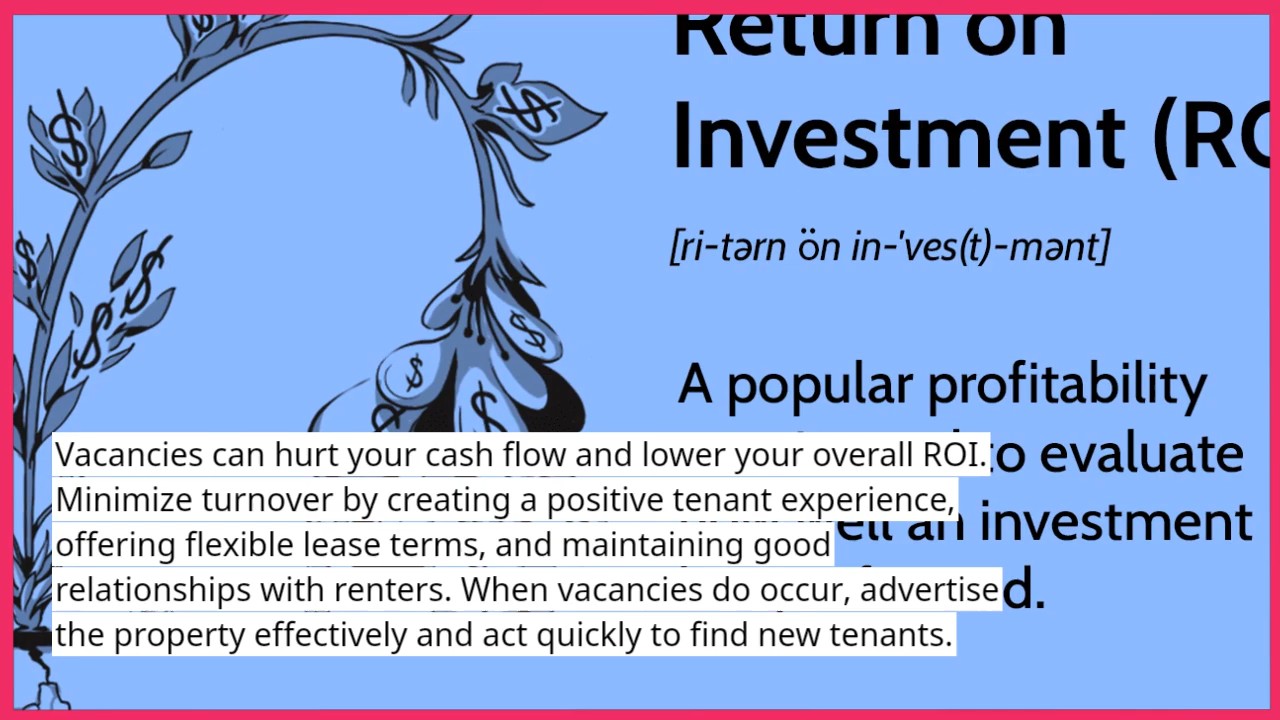 Return on
Investment (RO
[ri-tərn ön in-'ves(t)-mənt]
A popular profitability
to evaluate
well an investment
d.
Vacancies can hurt your cash flow and lower your overall ROI.
Minimize turnover by creating a positive tenant experience,
offering flexible lease terms, and maintaining good
relationships with renters. When vacancies do occur, advertise
the property effectively and act quickly to find new tenants.